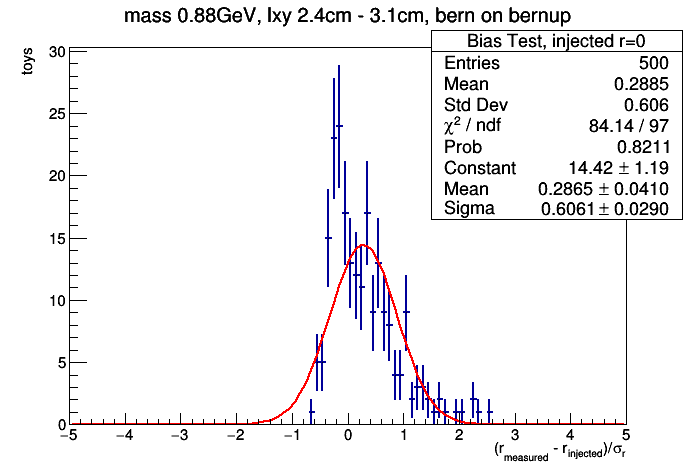 mass 0.88GeV, lxy 2.4cm - 3.1cm, bern on bernup
Bias Test, injected r=0
Entries 500
Mean 0.2885
Std Dev 0.606
χ² / ndf 84.14 / 97
Prob 0.8211
Constant 14.42 ± 1.19
Mean 0.2865 ± 0.0410
Sigma 0.6061 ± 0.0290
toys
30
25
20
15
10
5
0
−5 −4 −3 −2 −1 0 1 2 3 4 5
(r_measured - r_injected)/σ_r